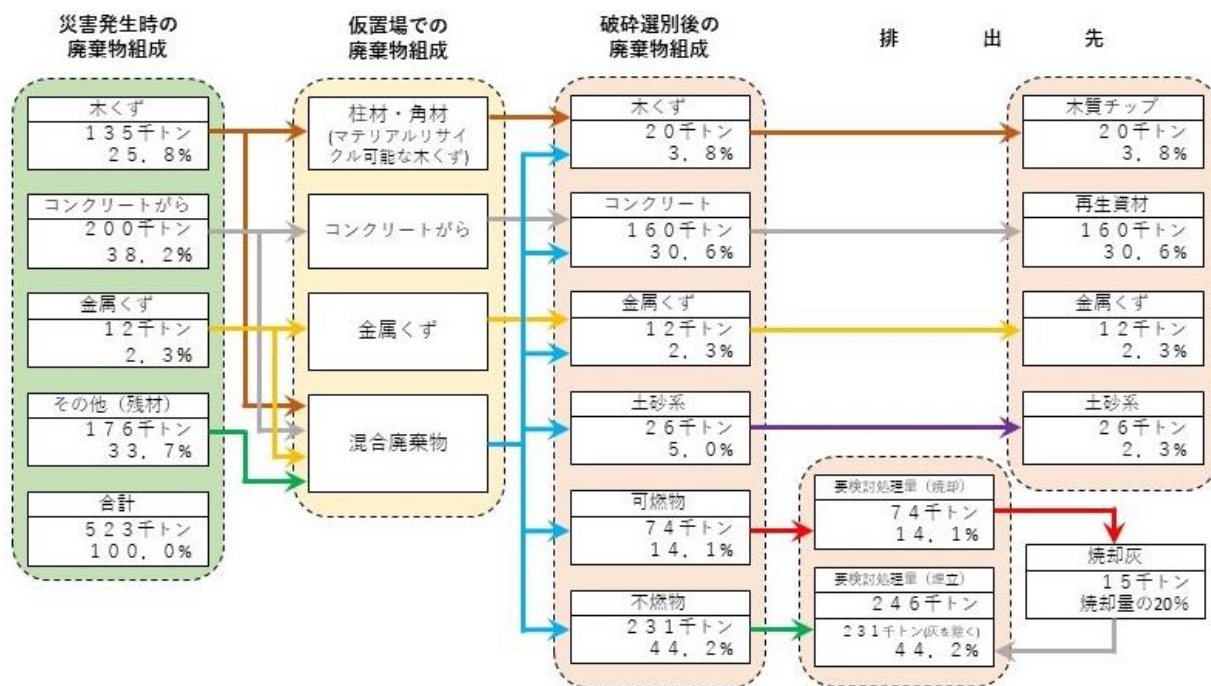 災害発生時の
廃棄物組成
木くず
135千トン
25.8%
コンクリートがら
200千トン
38.2%
金属くず
12千トン
2.3%
その他(残材)
176千トン
33.7%
合計
523千トン
100.0%
仮置場での
廃棄物組成
柱材・角材
(マテリアルリサイ
クル可能な木くず)
コンクリートがら
金属くず
混合廃棄物
破砕選別後の
廃棄物組成
木くず
20千トン
3.8%
コンクリート
160千トン
30.6%
金属くず
12千トン
2.3%
土砂系
26千トン
5.0%
可燃物
74千トン
14.1%
不燃物
231千トン
44.2%
排出先
木質チップ
20千トン
3.8%
再生資材
160千トン
30.6%
金属くず
12千トン
2.3%
土砂系
26千トン
2.3%
要検討処理量(焼却)
74千トン
14.1%
焼却灰
15千トン
焼却量の20%
要検討処理量(埋立)
246千トン
231千トン(灰を除く)
44.2%